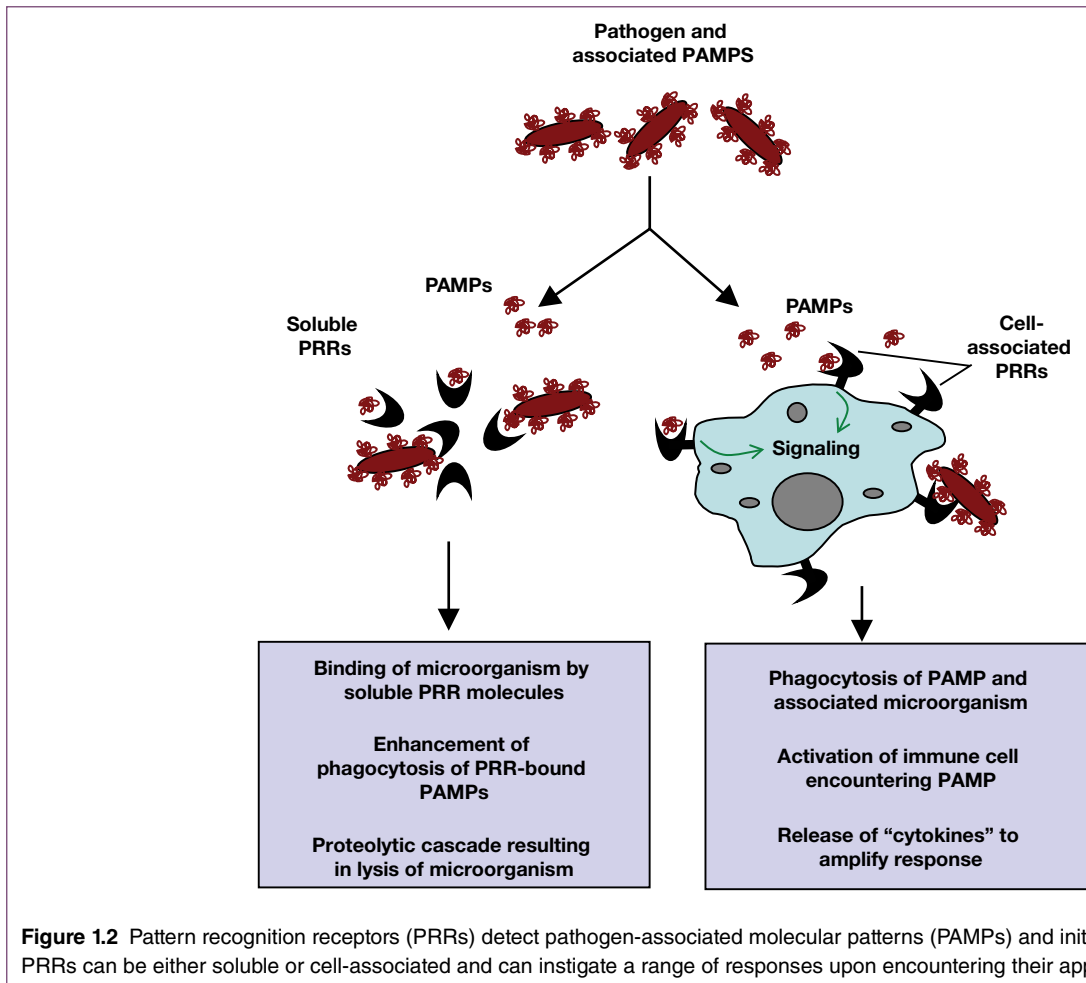 Pathogen and
associated PAMPS
PAMPs
Soluble
PRRs
PAMPs
Cell-
associated
PRRs
Signaling
Binding of microorganism by
soluble PRR molecules
Enhancement of
phagocytosis of PRR-bound
PAMPs
Proteolytic cascade resulting
in lysis of microorganism
Phagocytosis of PAMP and
associated microorganism
Activation of immune cell
encountering PAMP
Release of “cytokines” to
amplify response
Figure 1.2 Pattern recognition receptors (PRRs) detect pathogen-associated molecular patterns (PAMPs) and init
PRRs can be either soluble or cell-associated and can instigate a range of responses upon encountering their app